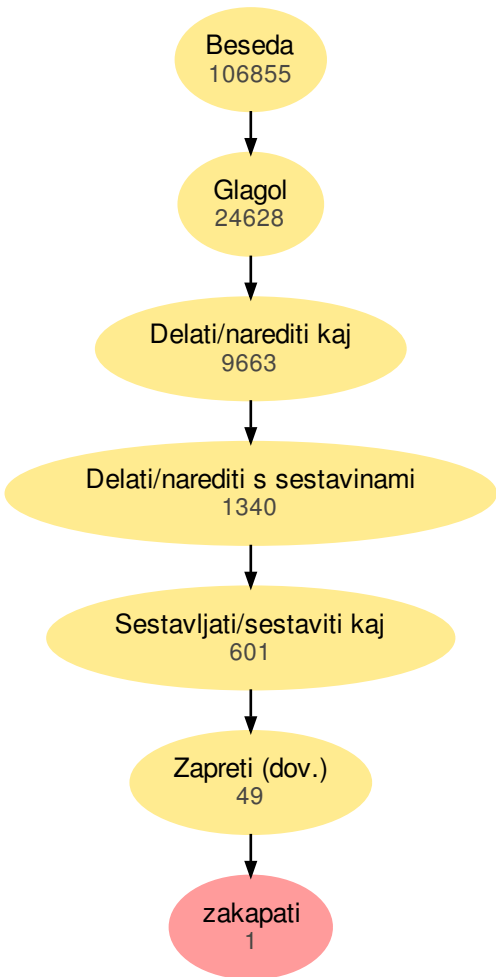 Beseda
106855
Glagol
24628
Delati/narediti kaj
9663
Delati/narediti s sestavinami
1340
Sestavljati/sestaviti kaj
601
Zapreti (dov.)
49
zakapati
1